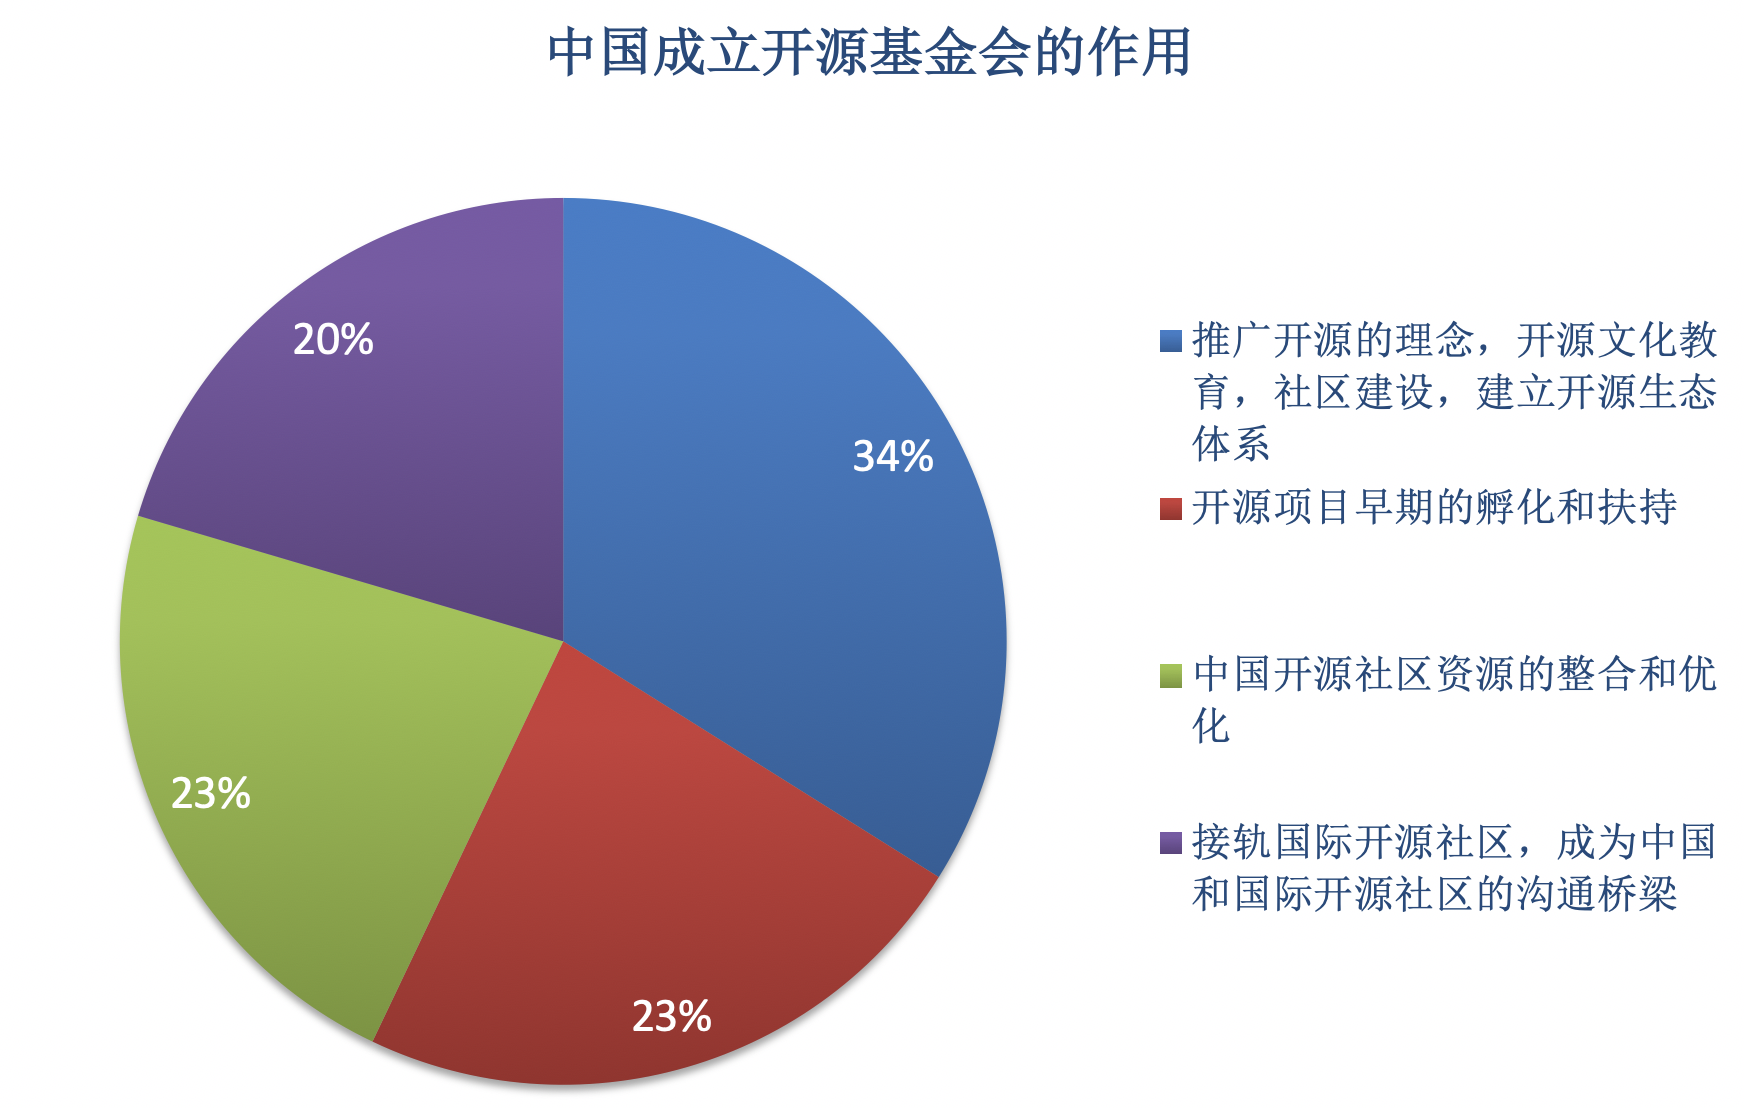 中国成立开源基金会的作用
20%
34%
23%
23%
推广开源的理念，开源文化教
育，社区建设，建立开源生态
体系
开源项目早期的孵化和扶持
中国开源社区资源的整合和优
化
接轨国际开源社区，成为中国
和国际开源社区的沟通桥梁